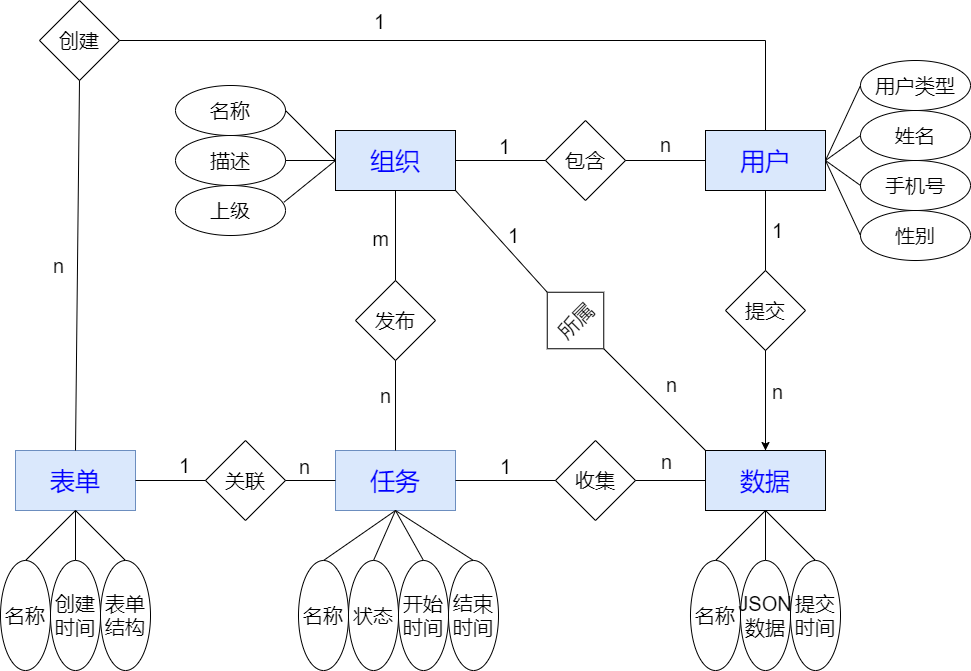 1
创建
用户类型
名称
姓名
组织
1
包含
n
用户
描述
手机号
上级
性别
m
1
1
n
发布
所属
提交
n
n
n
表单
1
关联
n
任务
1
收集
n
数据
名称
创建
时间
表单
结构
名称
状态
开始
时间
结束
时间
名称
JSON
数据
提交
时间